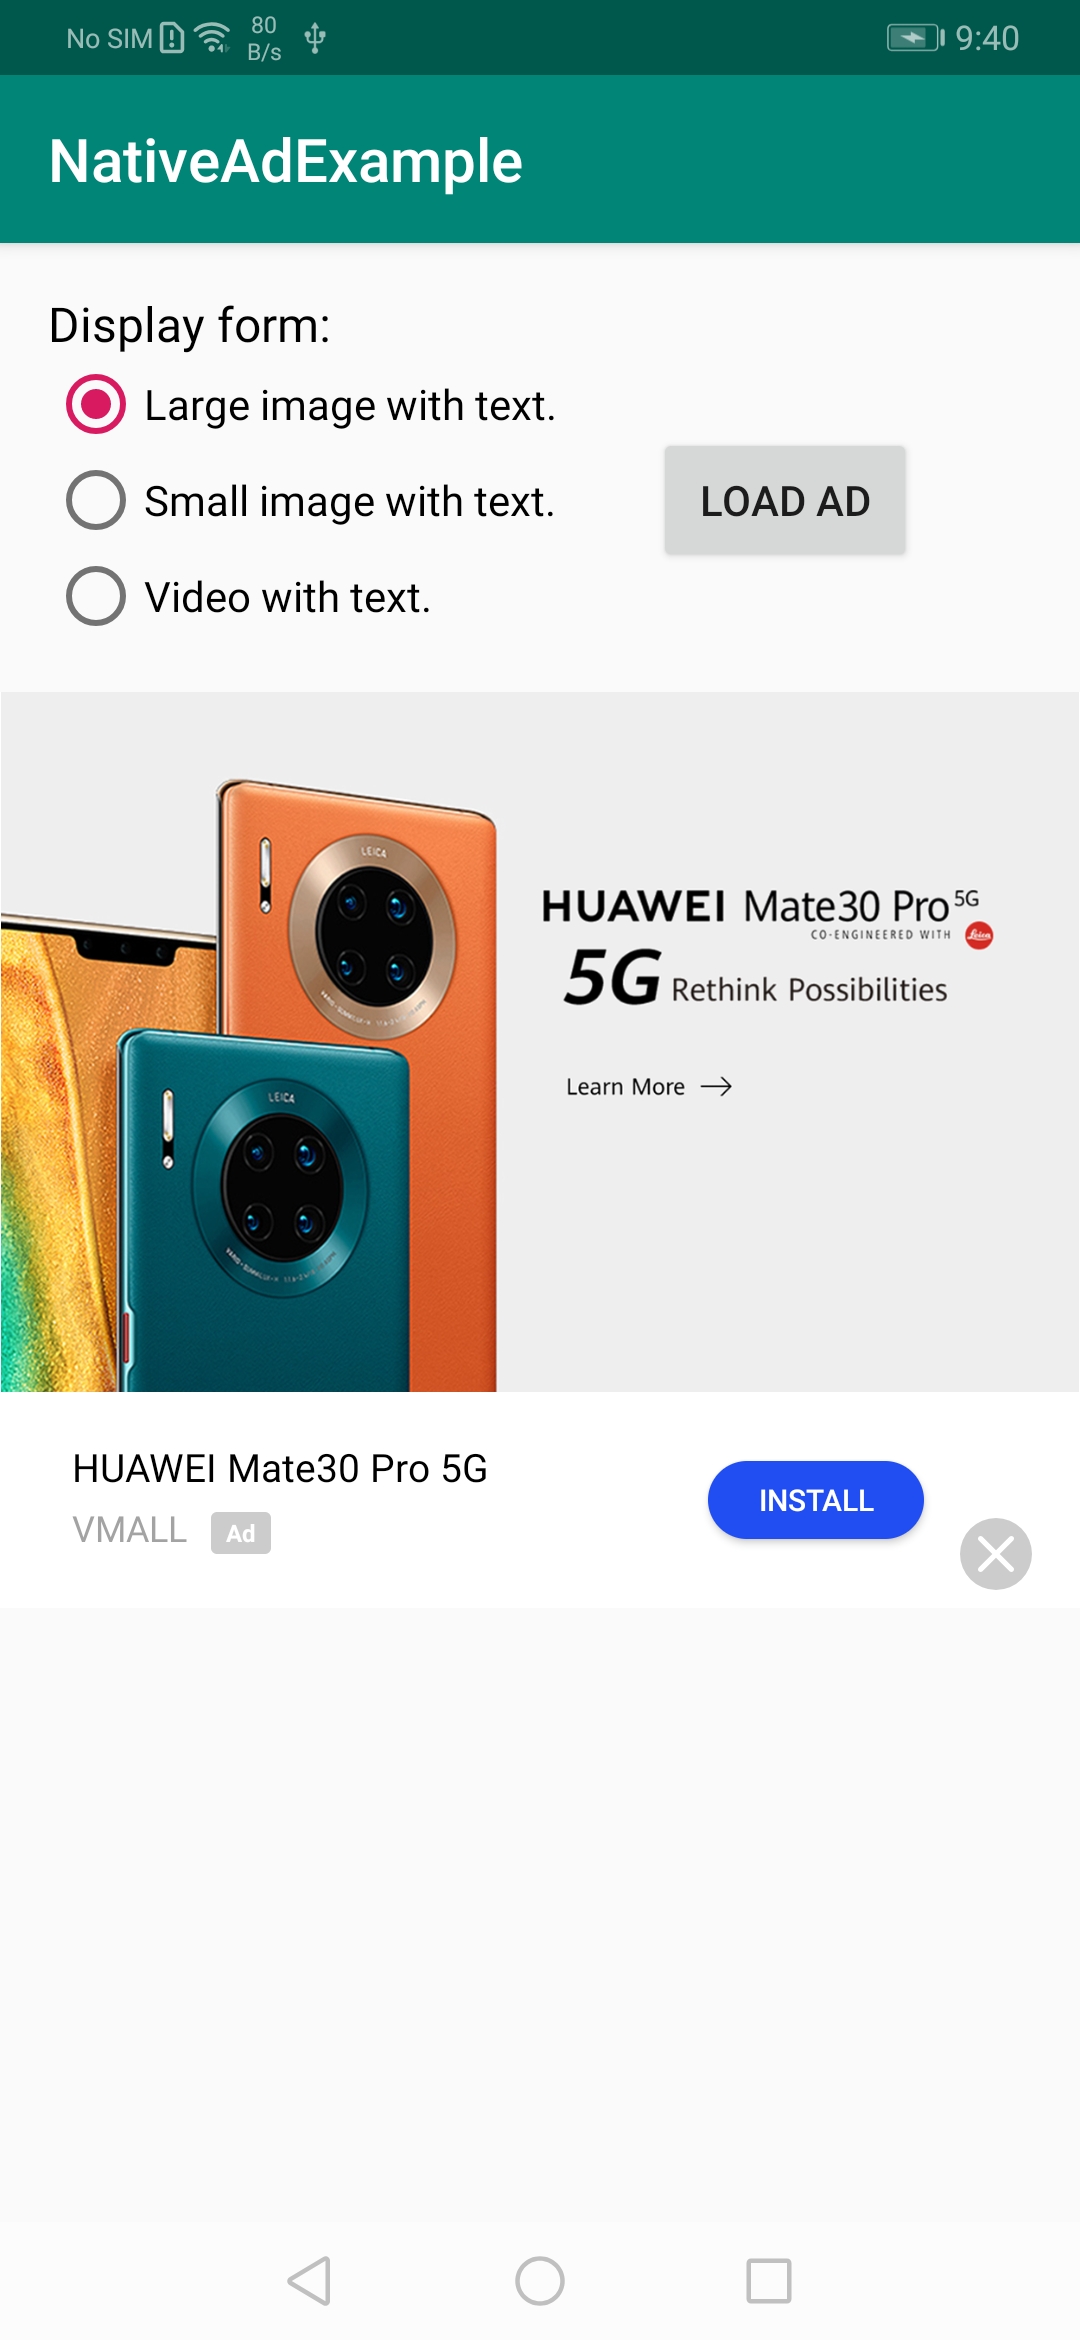 No SIM 80 B/s 9:40
NativeAdExample
Display form:
Large image with text.
Small image with text.
LOAD AD
Video with text.
LEICA
HUAWEI Mate30 Pro 5G
CO-ENGINEERED WITH Leica
5G Rethink Possibilities
Learn More
LEICA
HUAWEI Mate30 Pro 5G
INSTALL
VMALL Ad